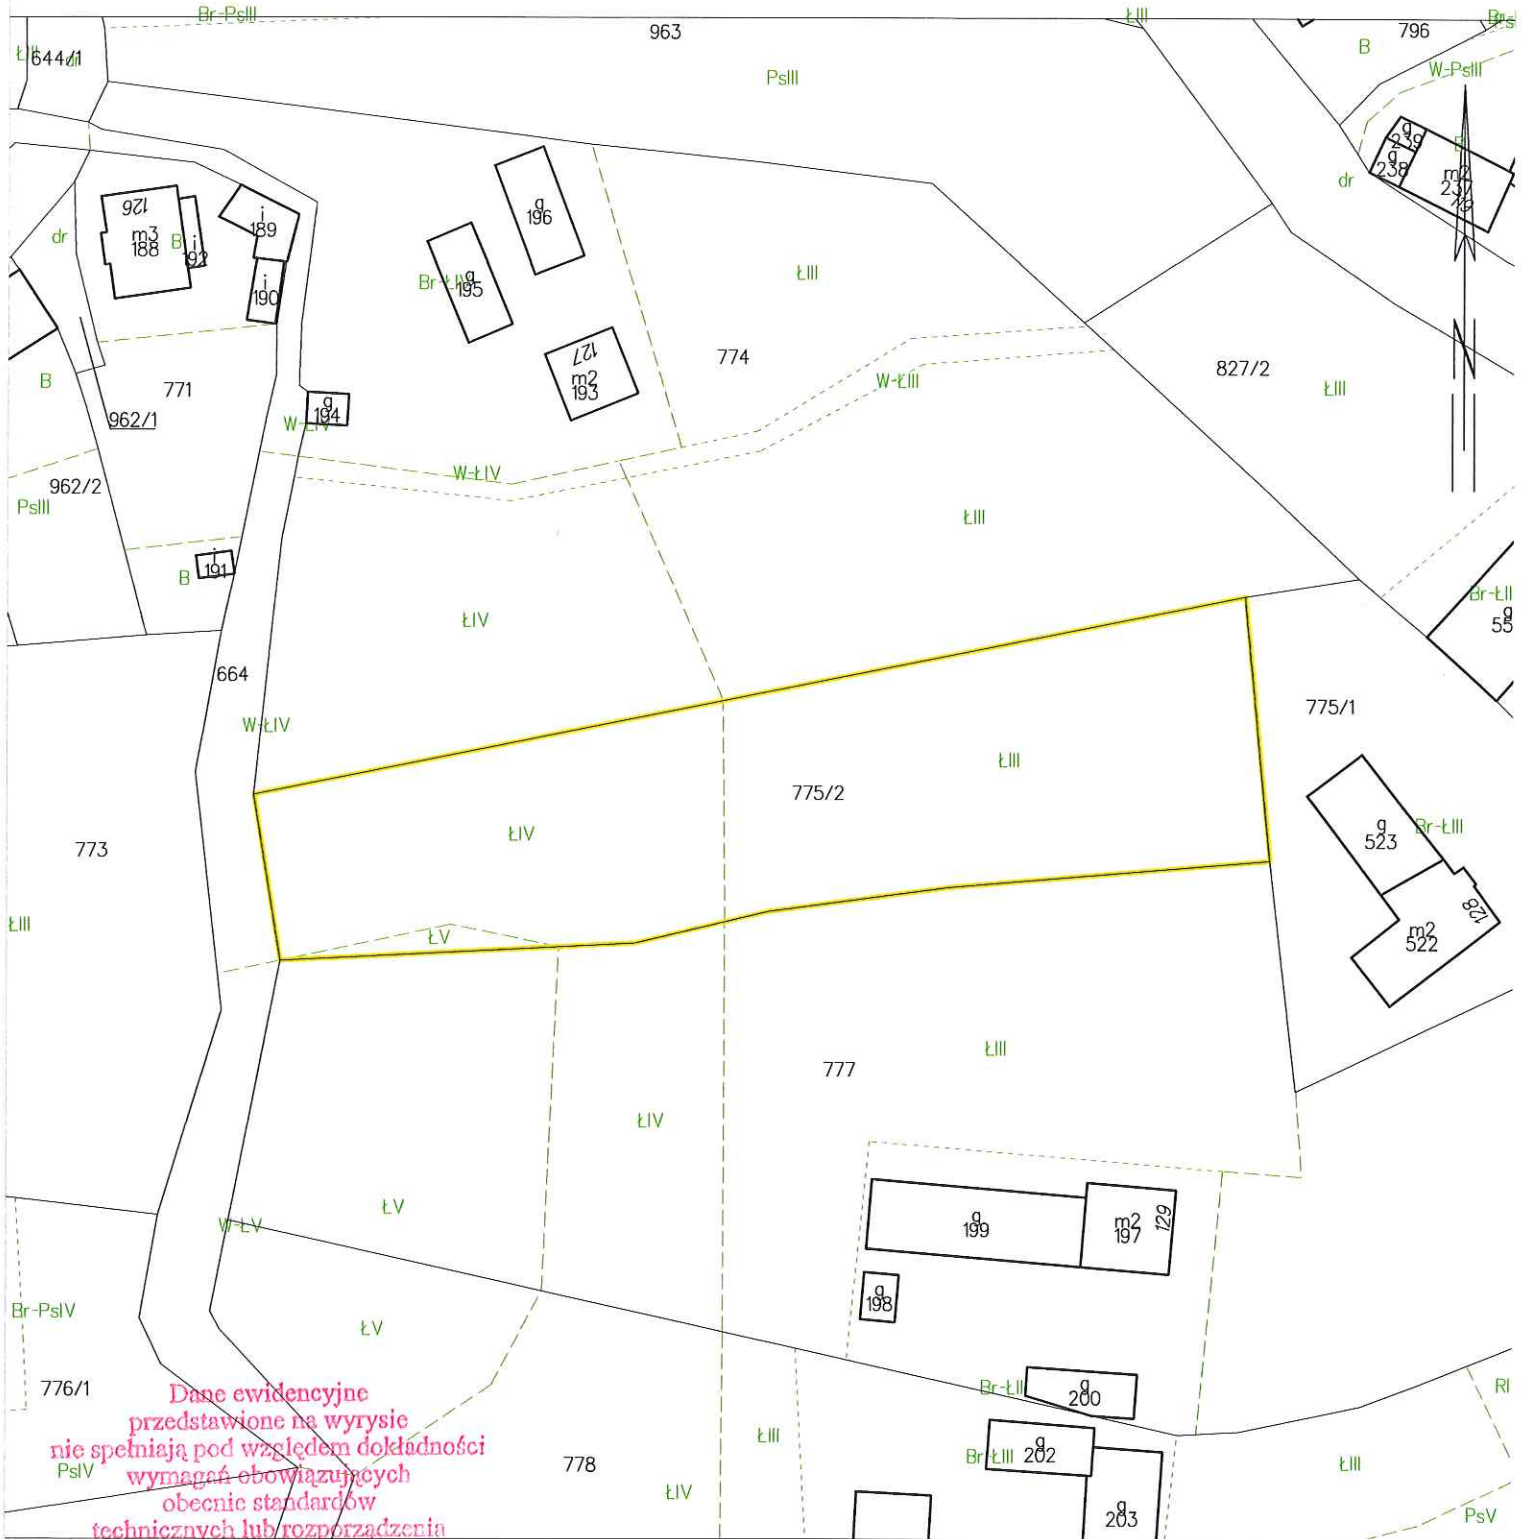 Br-PsIII
963
ŁIII
796
B
644/1
dr
PsIII
W-PsIII
g
239
g
238
m2
237
dr
126
m3
188
B
i
192
i
189
i
190
dr
g
196
Br-ŁIV
g
195
ŁIII
127
m2
193
774
W-ŁIII
827/2
ŁIII
B
771
962/1
g
194
W-ŁIV
W-ŁIV
962/2
PsIII
ŁIII
i
191
B
ŁIV
g
55
664
W-ŁIV
775/1
ŁIII
775/2
ŁIV
773
g
523
Br-ŁIII
128
m2
522
ŁIII
ŁV
777
ŁIII
ŁIV
ŁV
W-ŁV
g
199
m2
197
129
g
198
Br-PsIV
ŁV
776/1
g
200
Dane ewidencyjne
przedstawione na wyrysie
nie spełniają pod względem dokładności
wymagań obowiązujących
obecnie standardów
technicznych lub rozporządzenia
PsIV
778
ŁIII
ŁIV
Br-ŁIII
g
202
g
203
ŁIII
PsV